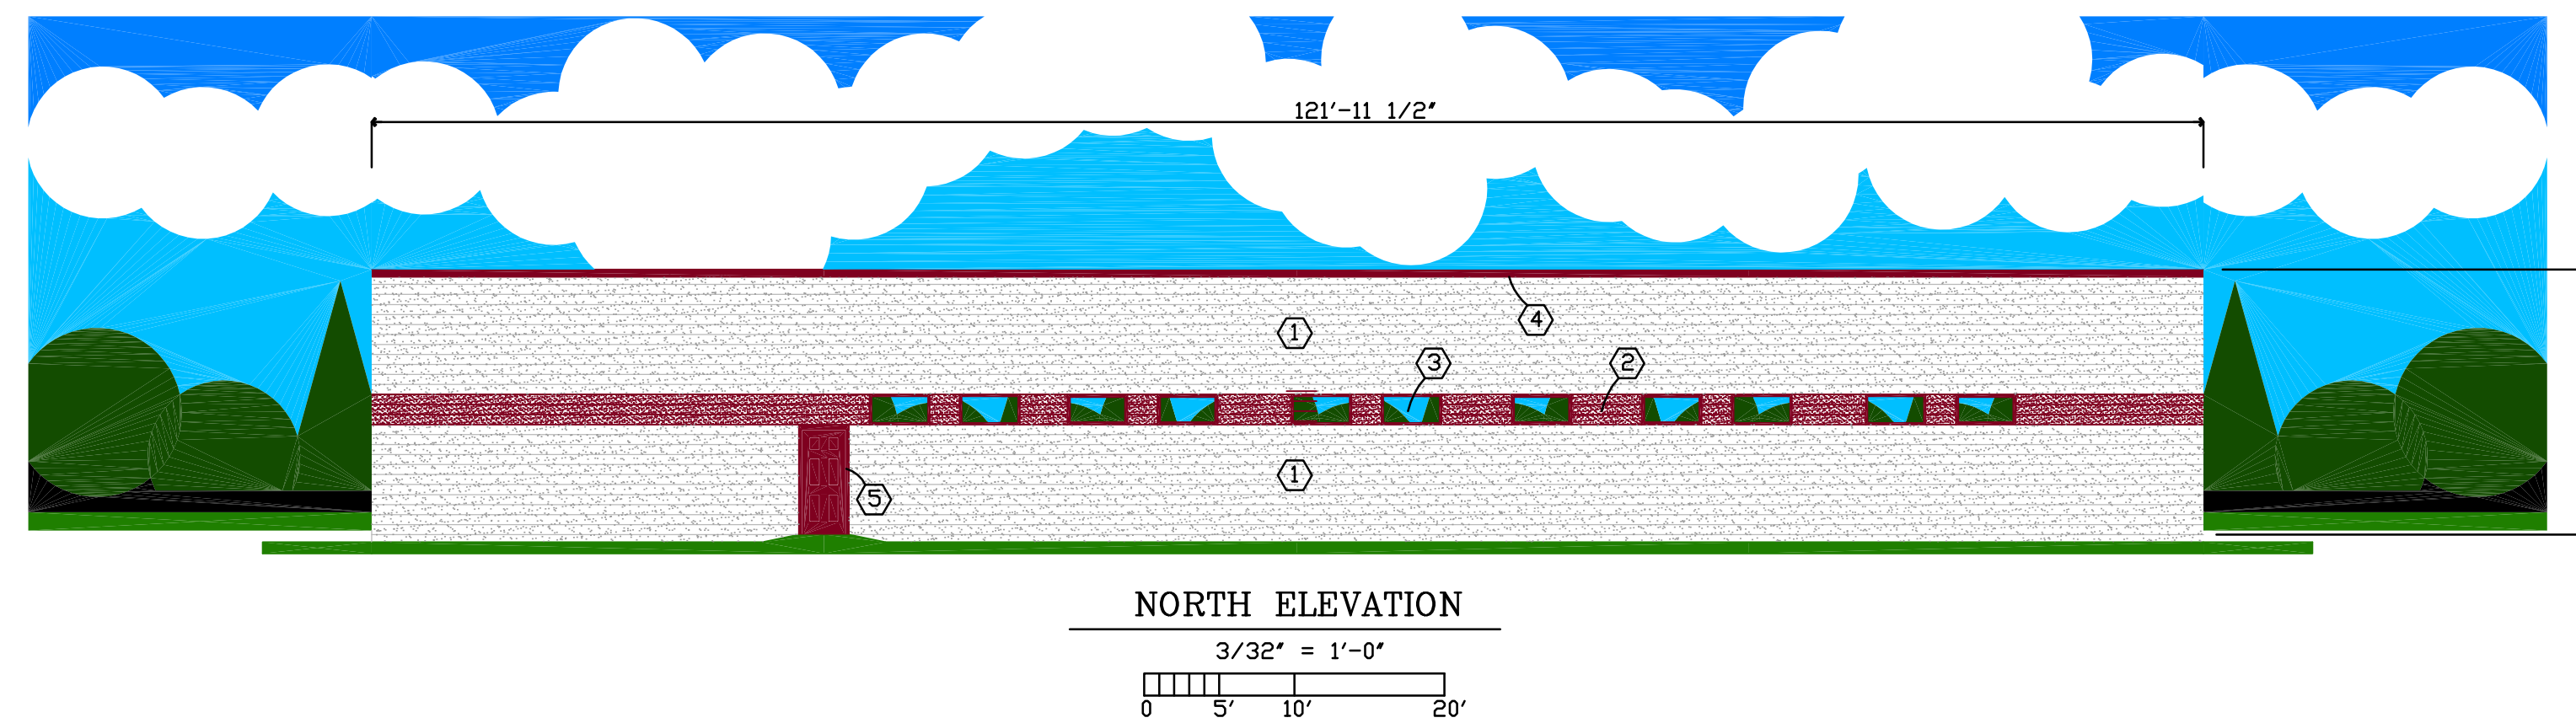 121'-11 1/2"
4
1
3
2
1
5
NORTH ELEVATION
3/32" = 1'-0"
0 5' 10' 20'